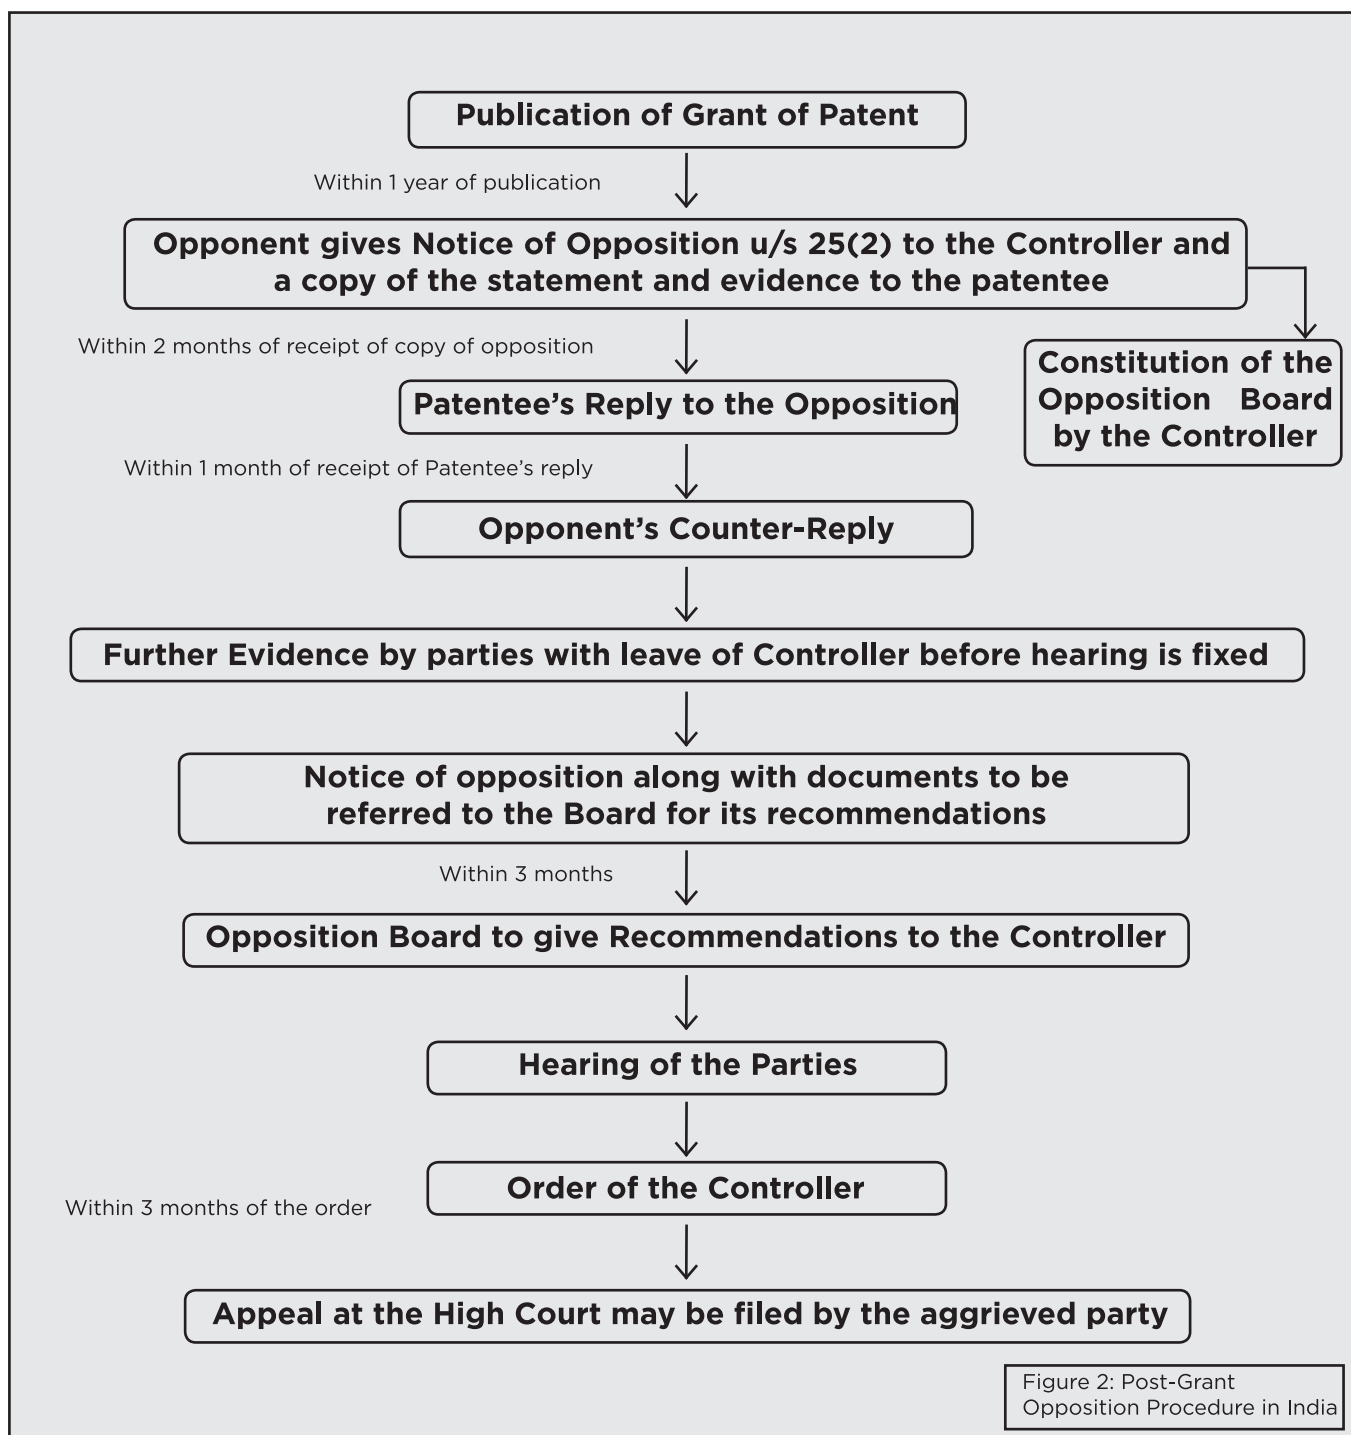 Publication of Grant of Patent
Within 1 year of publication
Opponent gives Notice of Opposition u/s 25(2) to the Controller and
a copy of the statement and evidence to the patentee
Within 2 months of receipt of copy of opposition
Constitution of the
Opposition Board
by the Controller
Patentee's Reply to the Opposition
Within 1 month of receipt of Patentee's reply
Opponent's Counter-Reply
Further Evidence by parties with leave of Controller before hearing is fixed
Notice of opposition along with documents to be
referred to the Board for its recommendations
Within 3 months
Opposition Board to give Recommendations to the Controller
Hearing of the Parties
Order of the Controller
Within 3 months of the order
Appeal at the High Court may be filed by the aggrieved party
Figure 2: Post-Grant
Opposition Procedure in India